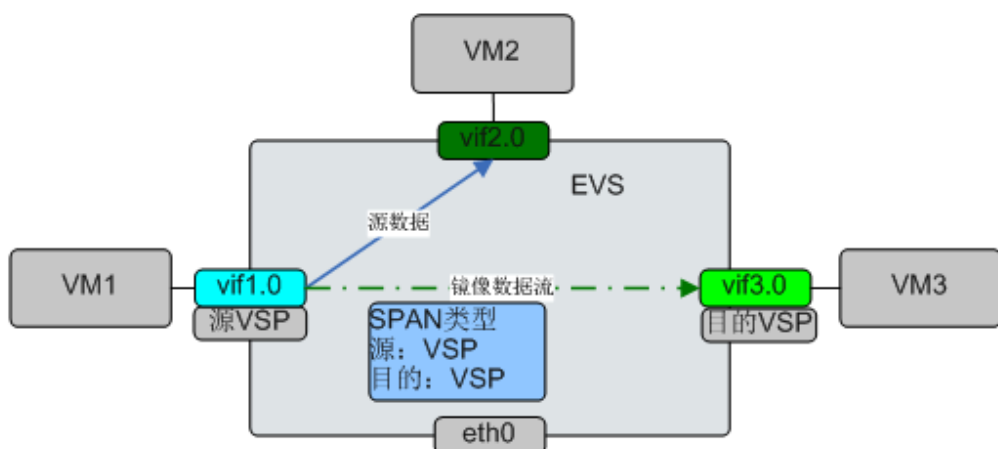 VM2
vif2.0
EVS
源数据
VM1
vif1.0
镜像数据流
vif3.0
VM3
源VSP
目的VSP
SPAN类型
源：VSP
目的：VSP
eth0